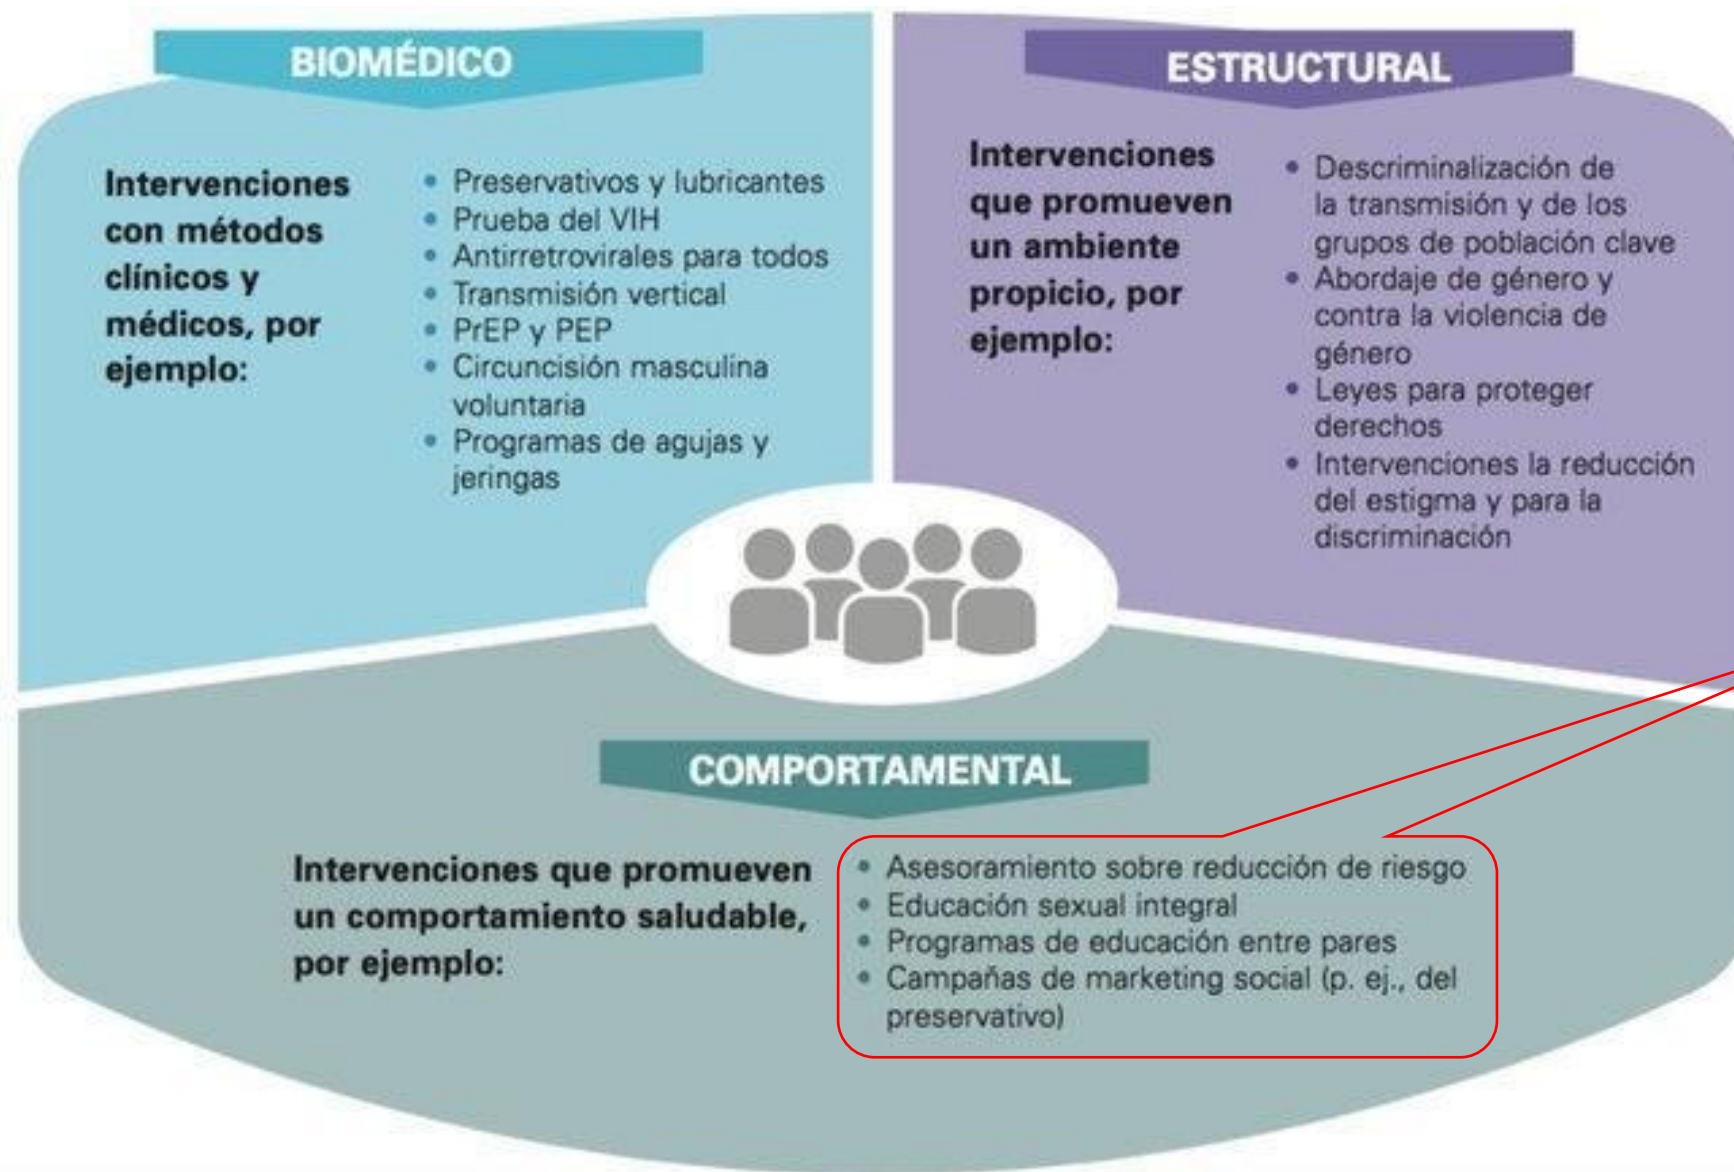 BIOMÉDICO
Intervenciones
con métodos
clínicos y
médicos, por
ejemplo:
• Preservativos y lubricantes
• Prueba del VIH
• Antirretrovirales para todos
• Transmisión vertical
• PrEP y PEP
• Circuncisión masculina
voluntaria
• Programas de agujas y
jeringas
ESTRUCTURAL
Intervenciones
que promueven
un ambiente
propicio, por
ejemplo:
• Descriminalización de
la transmisión y de los
grupos de población clave
• Abordaje de género y
contra la violencia de
género
• Leyes para proteger
derechos
• Intervenciones la reducción
del estigma y para la
discriminación
COMPORTAMENTAL
Intervenciones que promueven
un comportamiento saludable,
por ejemplo:
• Asesoramiento sobre reducción de riesgo
• Educación sexual integral
• Programas de educación entre pares
• Campañas de marketing social (p. ej., del
preservativo)